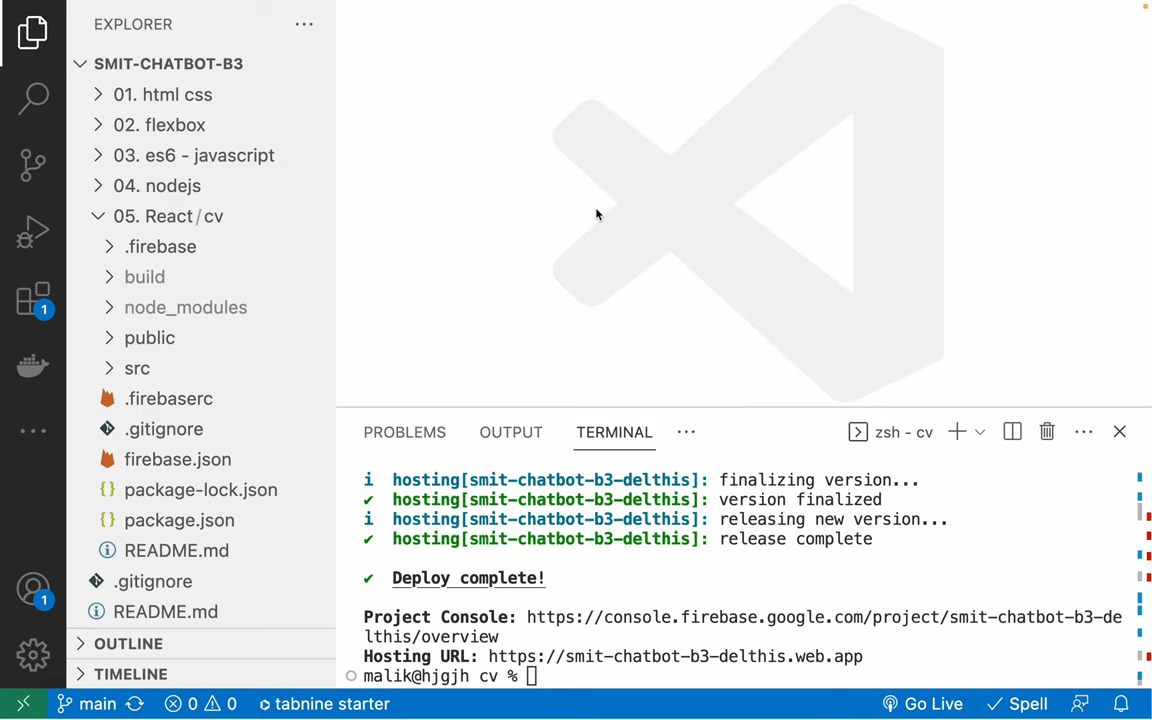 EXPLORER
SMIT-CHATBOT-B3
01. html css
02. flexbox
03. es6 - javascript
04. nodejs
05. React / cv
.firebase
build
node_modules
public
src
.firebaserc
.gitignore
firebase.json
package-lock.json
package.json
README.md
.gitignore
README.md
OUTLINE
TIMELINE
1
1
PROBLEMS OUTPUT TERMINAL ··· zsh - cv
i hosting[smit-chatbot-b3-delthis]: finalizing version...
✔ hosting[smit-chatbot-b3-delthis]: version finalized
i hosting[smit-chatbot-b3-delthis]: releasing new version...
✔ hosting[smit-chatbot-b3-delthis]: release complete
✔ Deploy complete!
Project Console: https://console.firebase.google.com/project/smit-chatbot-b3-de
lthis/overview
Hosting URL: https://smit-chatbot-b3-delthis.web.app
malik@hjgjh cv %
main 0 0 tabnine starter Go Live Spell